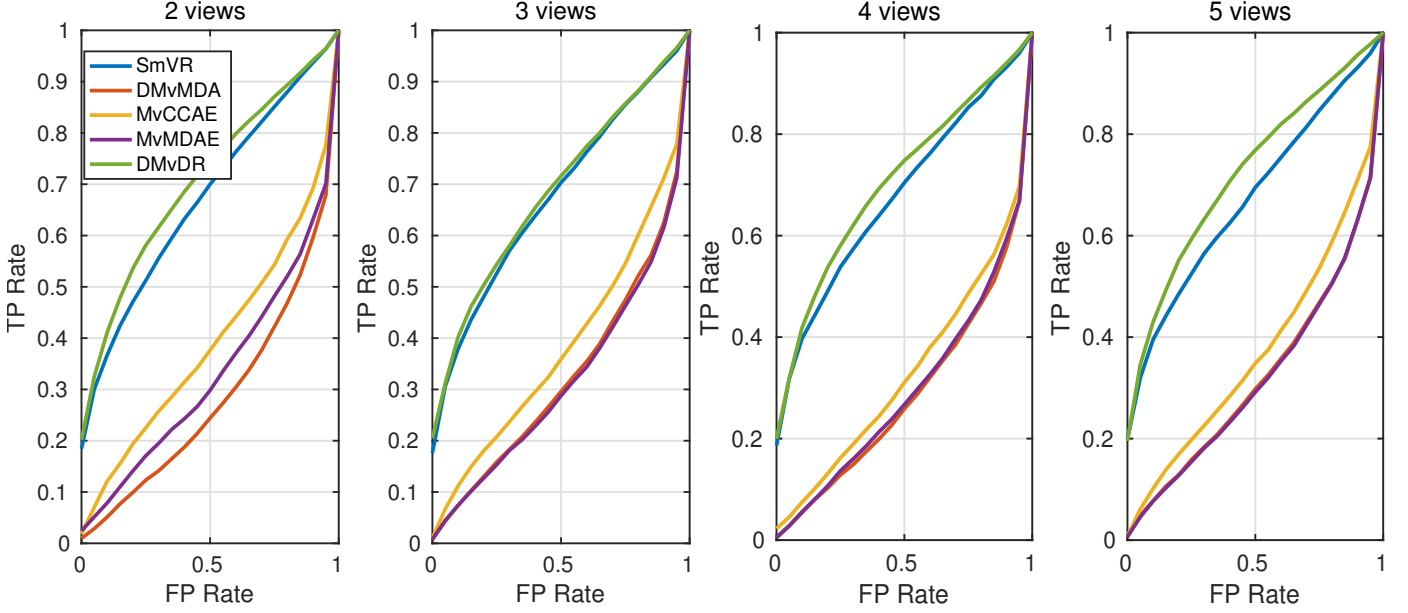 2 views
3 views
4 views
5 views
SmVR
DMvMDA
MvCCAE
MvMDAE
DMvDR
1
0.9
0.8
0.7
0.6
0.5
0.4
0.3
0.2
0.1
0
TP Rate
0 0.5 1
FP Rate
1
0.9
0.8
0.7
0.6
0.5
0.4
0.3
0.2
0.1
0
TP Rate
0 0.5 1
FP Rate
1
0.8
0.6
0.4
0.2
0
TP Rate
0 0.5 1
FP Rate
1
0.8
0.6
0.4
0.2
0
TP Rate
0 0.5 1
FP Rate